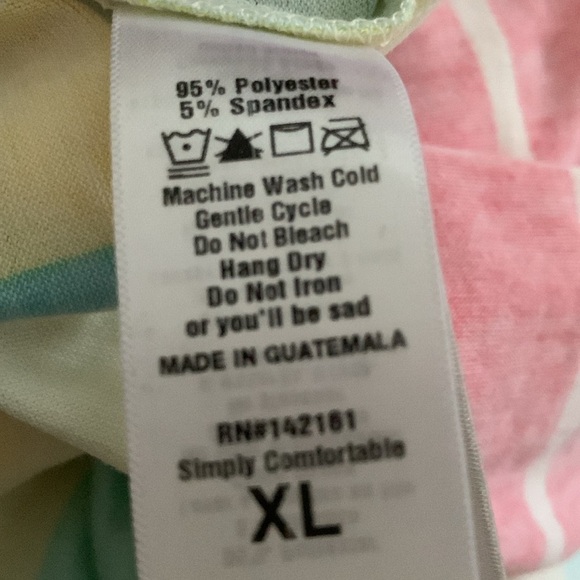 95% Polyester
5% Spandex
Machine Wash Cold
Gentle Cycle
Do Not Bleach
Hang Dry
Do Not Iron
or you'll be sad
MADE IN GUATEMALA
RN#142161
Simply Comfortable
XL